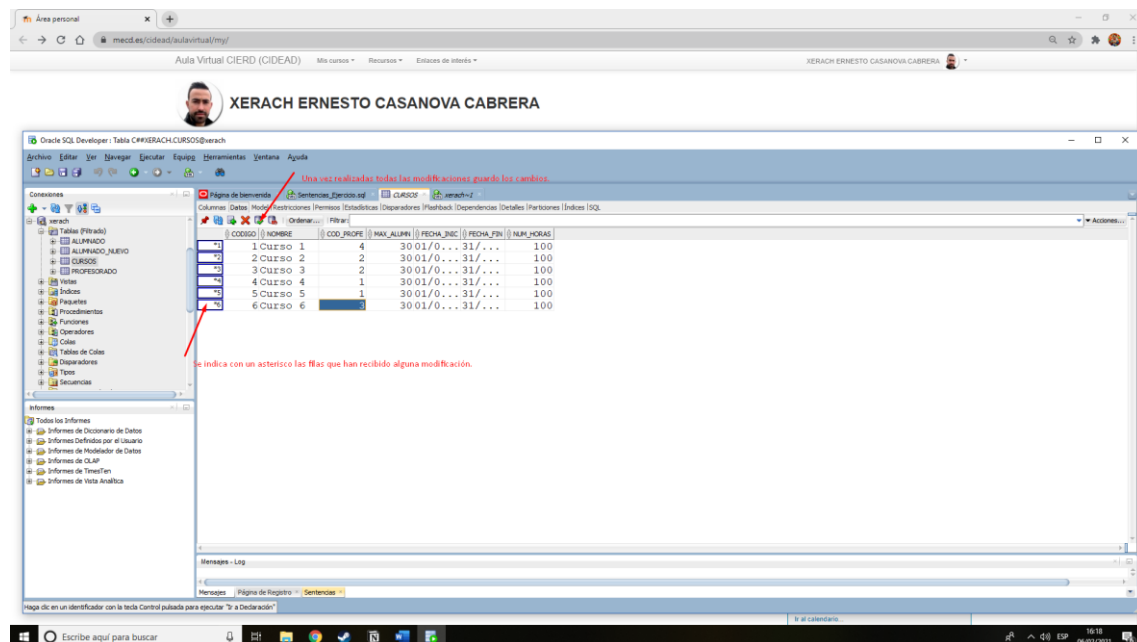 Área personal
mecd.es/cidead/aulavirtual/my/
Aula Virtual CIERD (CIDEAD) Mis cursos Recursos Enlaces de interés XERACH ERNESTO CASANOVA CABRERA
XERACH ERNESTO CASANOVA CABRERA
Oracle SQL Developer : Tabla C##XERACH.CURSOS@xerach
Archivo Editar Ver Navegar Ejecutar Equipo Herramientas Ventana Ayuda
Una vez realizadas todas las modificaciones guardo los cambios.
Conexiones
Página de bienvenida Sentencias_Ejercicio.sql CURSOS xerach~1
Columnas Datos Model Restricciones Permisos Estadísticas Disparadores Flashback Dependencias Detalles Particiones Índices SQL
Ordenar... Filtrar: Acciones...
CODIGO NOMBRE COD_PROFE MAX_ALUMN FECHA_INIC FECHA_FIN NUM_HORAS
*1 1 Curso 1 4 30 01/0... 31/... 100
*2 2 Curso 2 2 30 01/0... 31/... 100
*3 3 Curso 3 2 30 01/0... 31/... 100
*4 4 Curso 4 1 30 01/0... 31/... 100
*5 5 Curso 5 1 30 01/0... 31/... 100
*6 6 Curso 6 3 30 01/0... 31/... 100
xerach
Tablas (Filtrado)
ALUMNADO
ALUMNADO_NUEVO
CURSOS
PROFESORADO
Vistas
Índices
Paquetes
Procedimientos
Funciones
Operadores
Colas
Tablas de Colas
Disparadores
Tipos
Secuencias
Se indica con un asterisco las filas que han recibido alguna modificación.
Informes
Todos los Informes
Informes de Diccionario de Datos
Informes Definidos por el Usuario
Informes de Modelador de Datos
Informes de OLAP
Informes de TimesTen
Informes de Vista Analítica
Mensajes - Log
Mensajes Página de Registro Sentencias
Haga clic en un identificador con la tecla Control pulsada para ejecutar "Ir a Declaración"
Ir al calendario...
Escribe aquí para buscar
ESP
16:18
06/02/2021